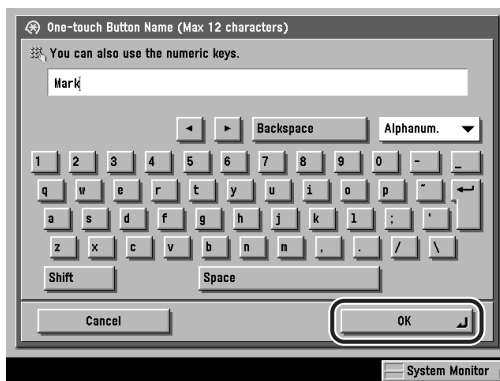 One-touch Button Name (Max 12 characters)
You can also use the numeric keys.
Mark
◄ ► Backspace Alphanum. ▼
1 2 3 4 5 6 7 8 9 0 - _
q w e r t y u i o p ~
a s d f g h j k l ; '
z x c v b n m , . / \
Shift Space
Cancel OK
System Monitor